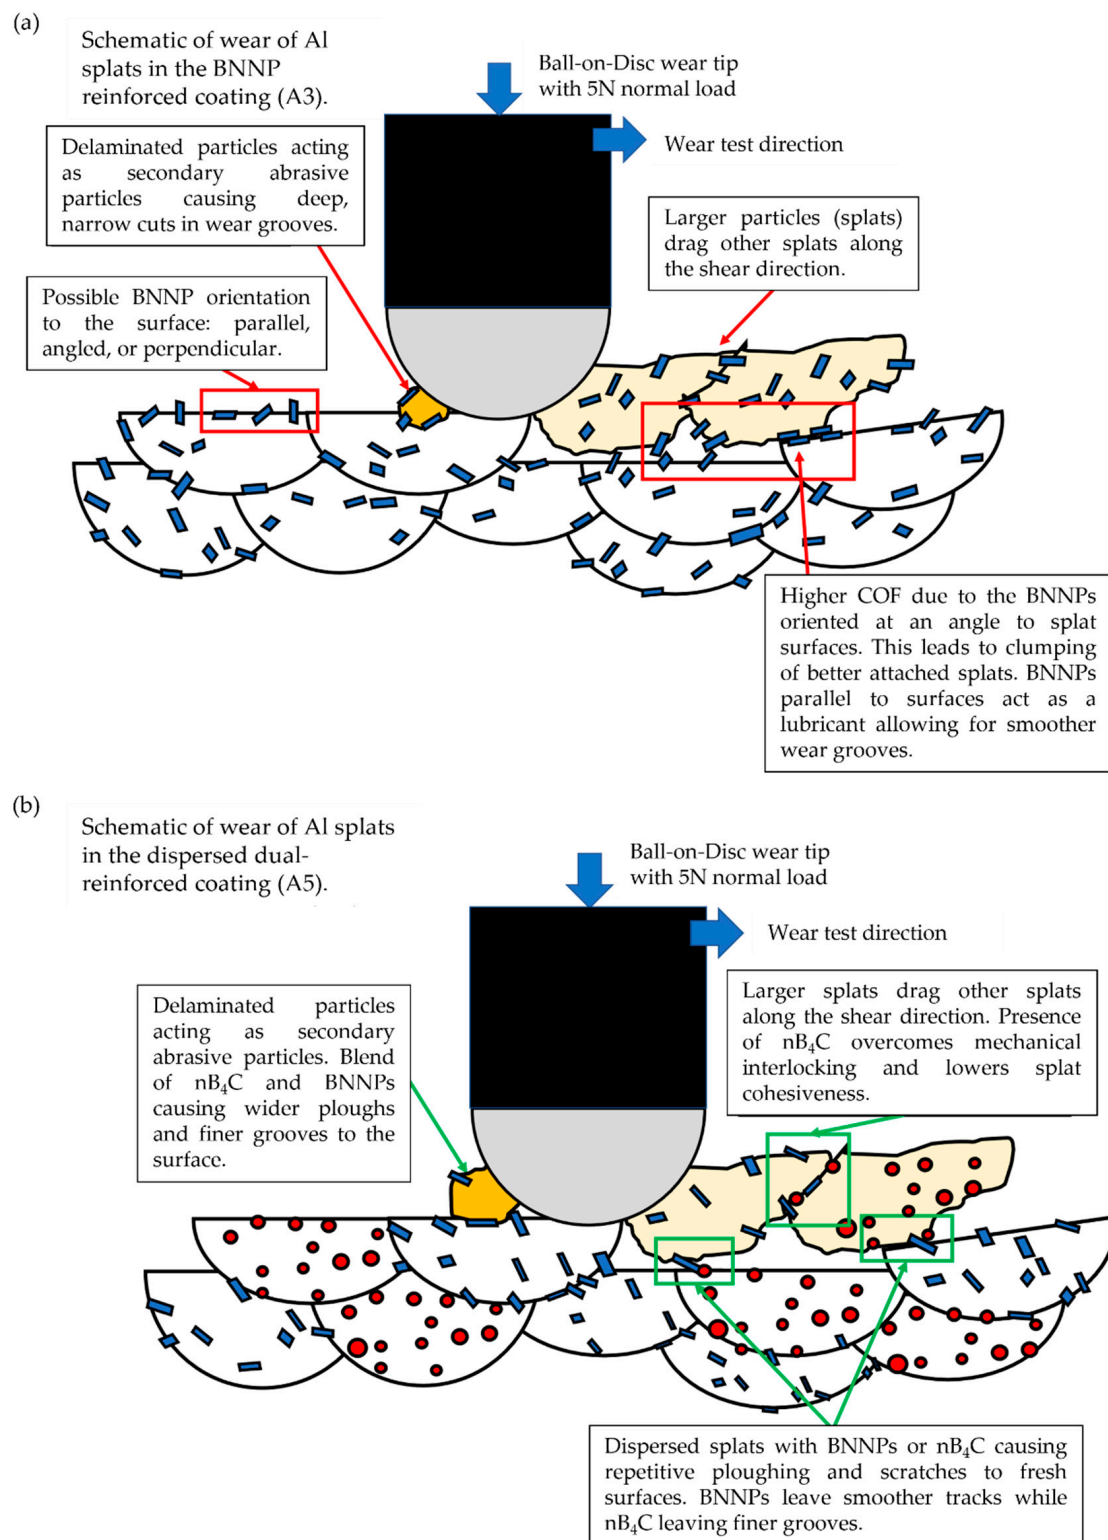 (a)
Schematic of wear of Al
splats in the BNNP
reinforced coating (A3).
Ball-on-Disc wear tip
with 5N normal load
Wear test direction
Delaminated particles acting
as secondary abrasive
particles causing deep,
narrow cuts in wear grooves.
Larger particles (splats)
drag other splats along
the shear direction.
Possible BNNP orientation
to the surface: parallel,
angled, or perpendicular.
Higher COF due to the BNNPs
oriented at an angle to splat
surfaces. This leads to clumping
of better attached splats. BNNPs
parallel to surfaces act as a
lubricant allowing for smoother
wear grooves.
(b)
Schematic of wear of Al splats
in the dispersed dual-
reinforced coating (A5).
Ball-on-Disc wear tip
with 5N normal load
Wear test direction
Delaminated particles
acting as secondary
abrasive particles. Blend
of nB₄C and BNNPs
causing wider ploughs
and finer grooves to the
surface.
Larger splats drag other splats
along the shear direction. Presence
of nB₄C overcomes mechanical
interlocking and lowers splat
cohesiveness.
Dispersed splats with BNNPs or nB₄C causing
repetitive ploughing and scratches to fresh
surfaces. BNNPs leave smoother tracks while
nB₄C leaving finer grooves.